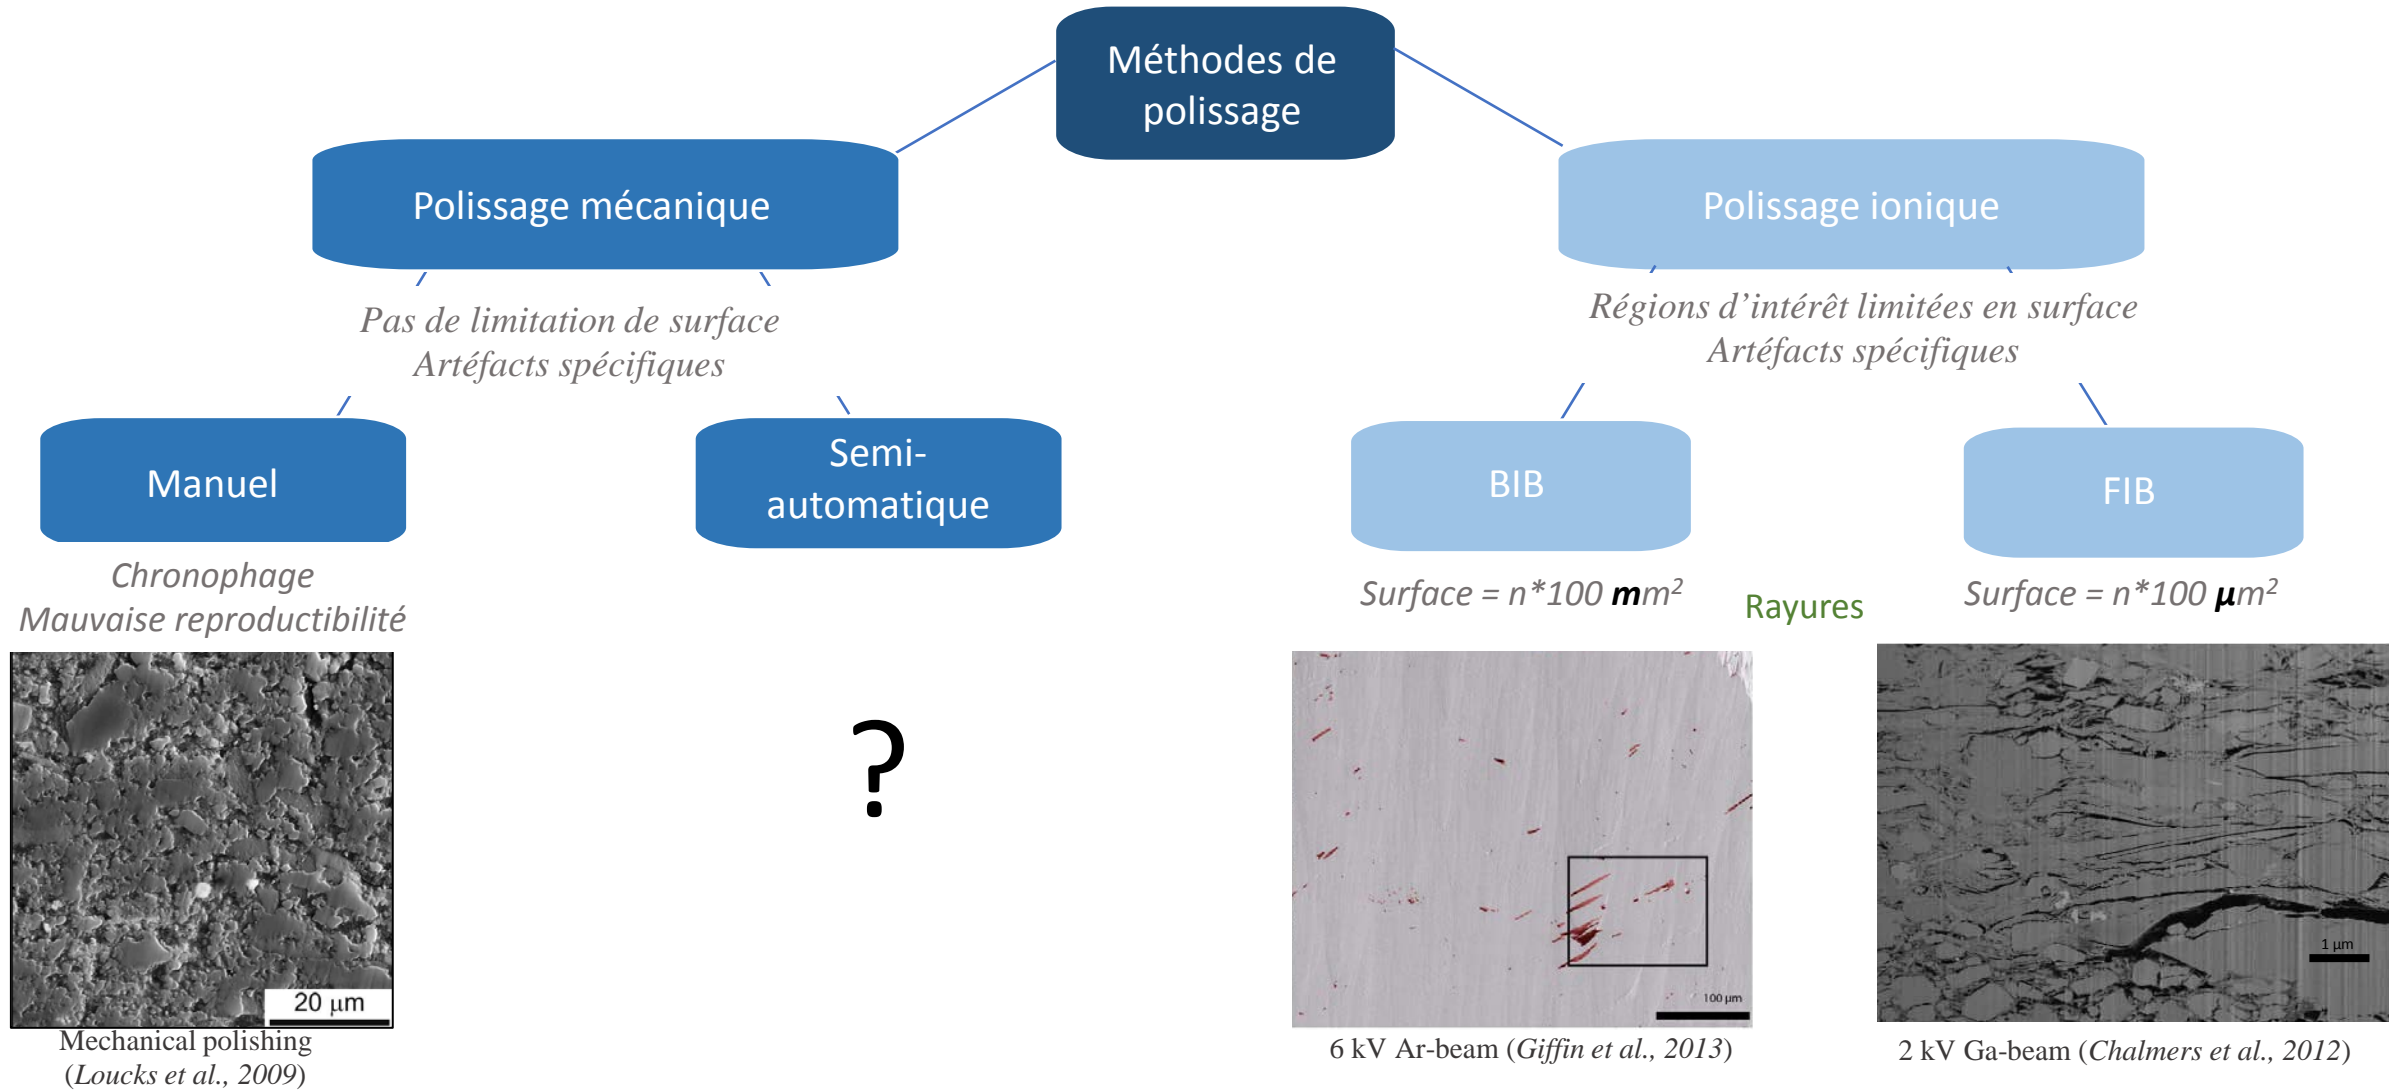 Méthodes de
polissage
Polissage mécanique
Polissage ionique
Pas de limitation de surface
Artéfacts spécifiques
Régions d’intérêt limitées en surface
Artéfacts spécifiques
Manuel
Semi-
automatique
BIB
FIB
Chronophage
Mauvaise reproductibilité
Surface = n*100 mm²
Rayures
Surface = n*100 µm²
?
20 µm
100 µm
1 µm
Mechanical polishing
(Loucks et al., 2009)
6 kV Ar-beam (Giffin et al., 2013)
2 kV Ga-beam (Chalmers et al., 2012)